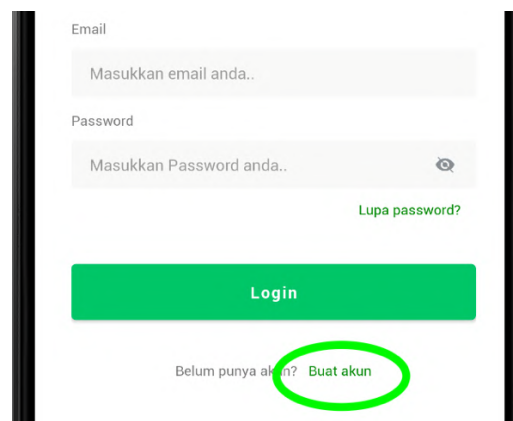 Email
Masukkan email anda..
Password
Masukkan Password anda..
Lupa password?
Login
Belum punya akun? Buat akun